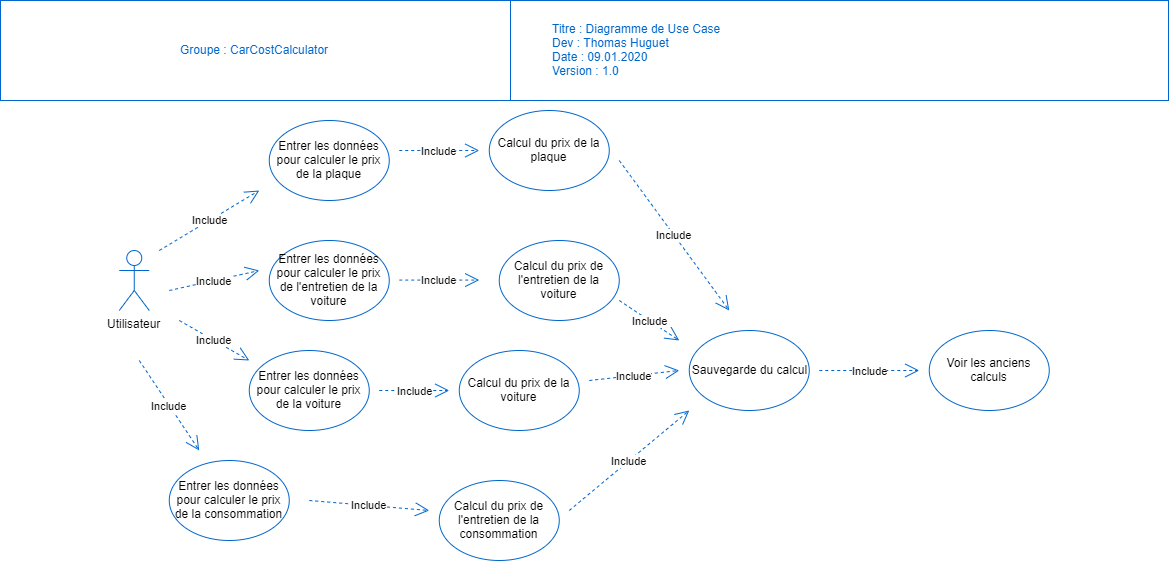 Groupe : CarCostCalculator
Titre : Diagramme de Use Case
Dev : Thomas Huguet
Date : 09.01.2020
Version : 1.0
Entrer les données
pour calculer le prix
de la plaque
Include
Calcul du prix de la
plaque
Include
Include
Utilisateur
Include
Entrer les données
pour calculer le prix
de l'entretien de la
voiture
Include
Calcul du prix de
l'entretien de la
voiture
Include
Include
Entrer les données
pour calculer le prix
de la voiture
Include
Calcul du prix de la
voiture
Include
Sauvegarde du calcul
Include
Voir les anciens
calculs
Include
Entrer les données
pour calculer le prix
de la consommation
Include
Calcul du prix de
l'entretien de la
consommation
Include